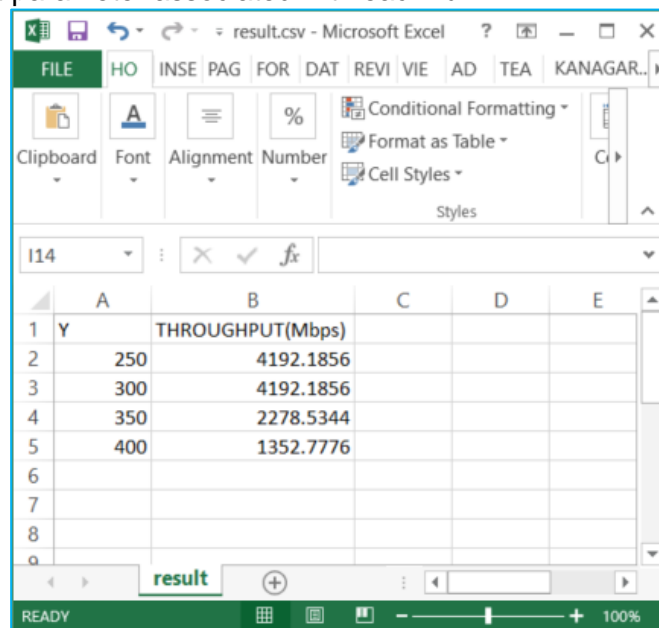 result.csv - Microsoft Excel ?
FILE HO INSE PAG FOR DAT REVI VIE AD TEA KANAGAR...
Clipboard Font Alignment Number
%
Conditional Formatting
Format as Table
Cell Styles
Styles
I14 fx
A B C D E
1 Y THROUGHPUT(Mbps)
2 250 4192.1856
3 300 4192.1856
4 350 2278.5344
5 400 1352.7776
6
7
8
9
result
READY 100%